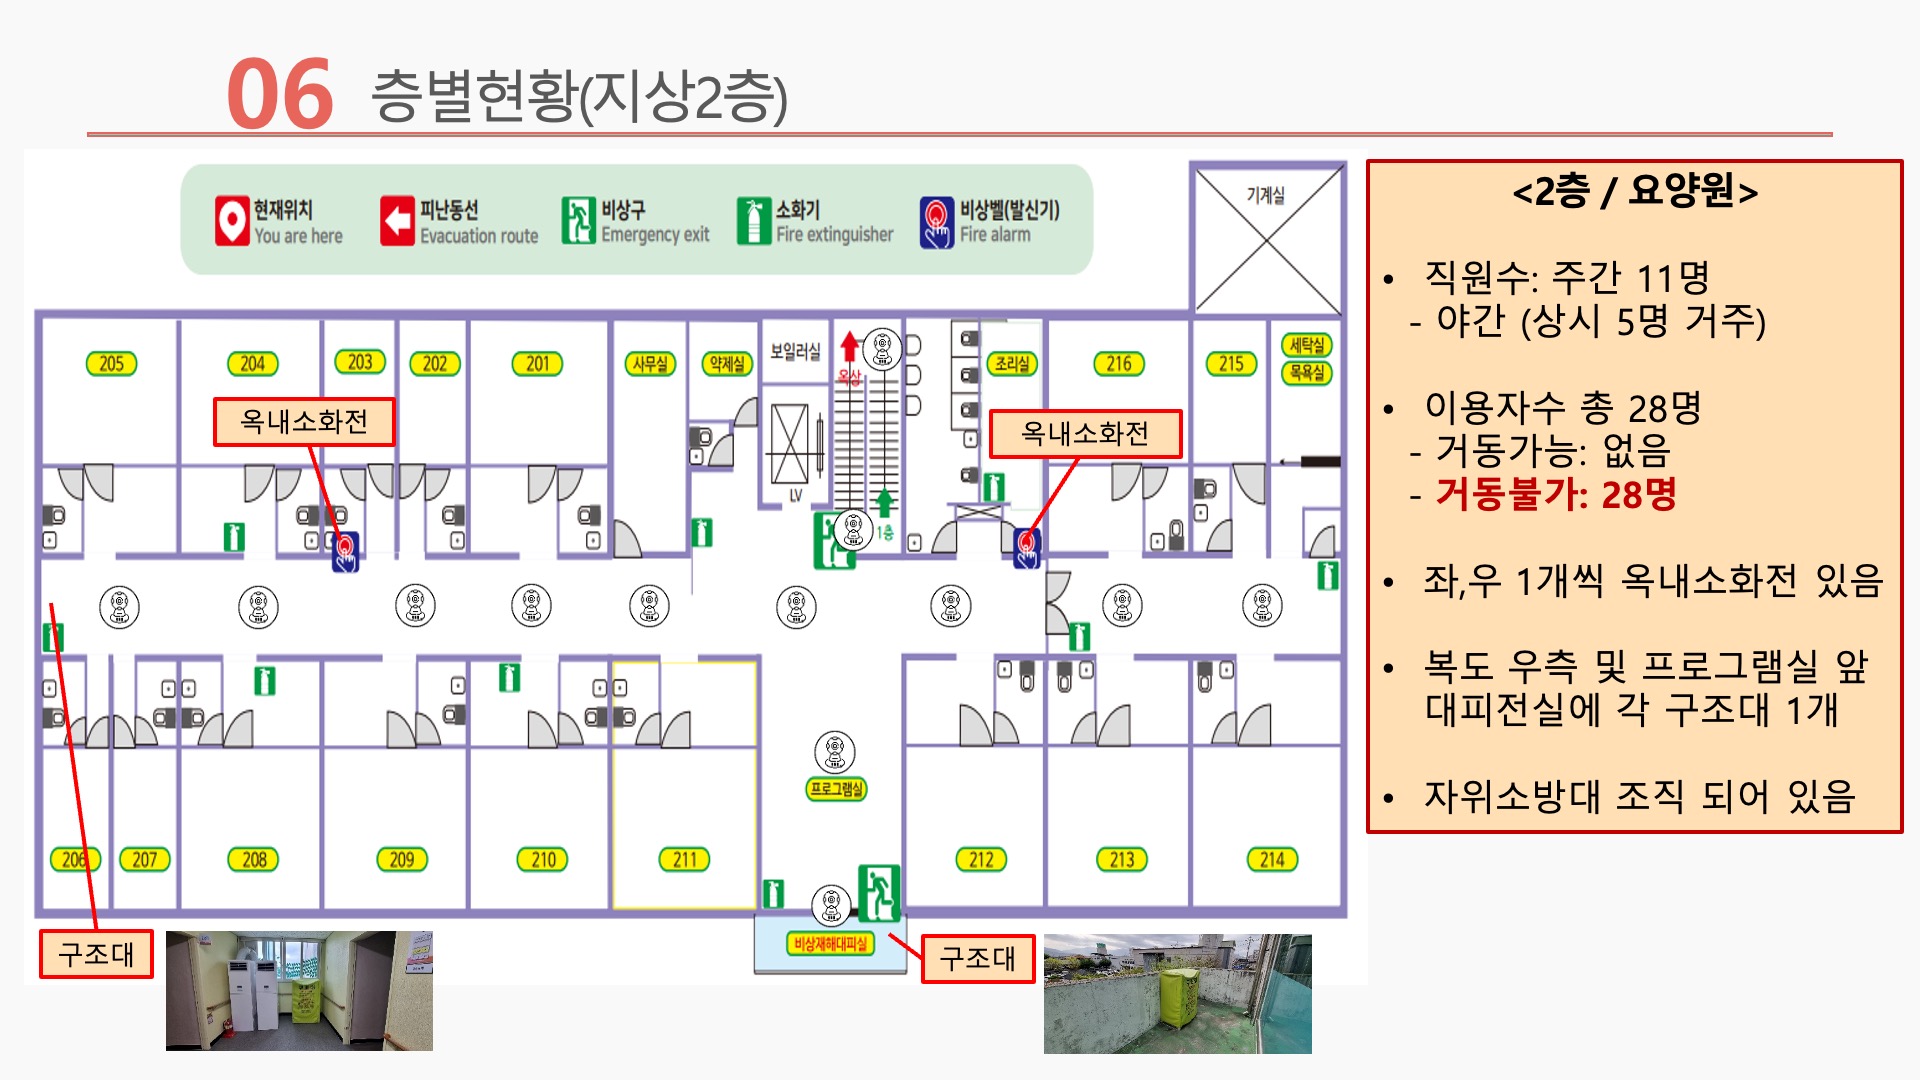 06 층별현황(지상2층)
현재위치
You are here
피난동선
Evacuation route
비상구
Emergency exit
소화기
Fire extinguisher
비상벨(발신기)
Fire alarm
기계실
205
204
203
202
201
사무실
약제실
보일러실
LV
옥상
1층
조리실
216
215
세탁실
목욕실
옥내소화전
옥내소화전
프로그램실
206
207
208
209
210
211
212
213
214
비상재해대피실
구조대
구조대
<2층 / 요양원>
• 직원수: 주간 11명
- 야간 (상시 5명 거주)
• 이용자수 총 28명
- 거동가능: 없음
- 거동불가: 28명
• 좌,우 1개씩 옥내소화전 있음
• 복도 우측 및 프로그램실 앞
대피전실에 각 구조대 1개
• 자위소방대 조직 되어 있음